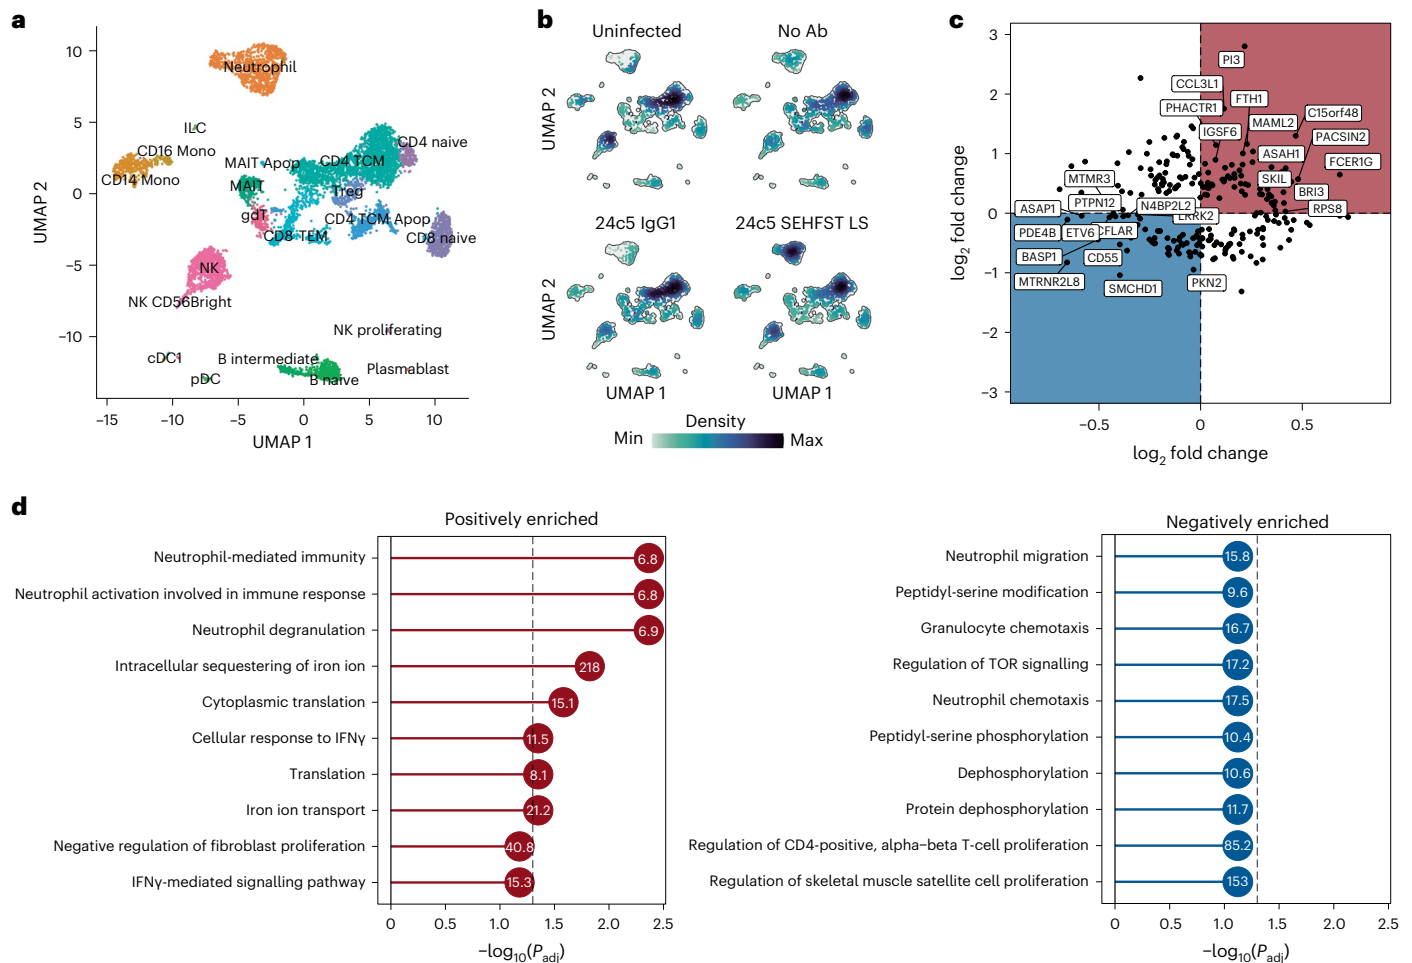 a
UMAP 2
10
5
0
−5
−10
−15
−10
−5
0
5
10
UMAP 1
Neutrophil
ILC
CD16 Mono
CD14 Mono
MAIT Apop
CD4 TCM
CD4 naive
MAIT
Treg
gdT
CD4 TCM Apop
CD8 TEM
CD8 naive
NK
NK CD56Bright
NK proliferating
cDC1
B intermediate
Plasmablast
pDC
B naive
b
Uninfected
No Ab
UMAP 2
24c5 IgG1
24c5 SEHFST LS
UMAP 2
UMAP 1
UMAP 1
Density
Min
Max
c
log2 fold change
3
2
1
0
−1
−2
−3
−0.5
0
0.5
log2 fold change
PI3
CCL3L1
FTH1
PHACTR1
C15orf48
MAML2
IGSF6
PACSIN2
ASAH1
FCER1G
MTMR3
SKIL
BRI3
PTPN12
N4BP2L2
RPS8
ASAP1
LRRK2
PDE4B
ETV6
CFLAR
BASP1
CD55
MTRNR2L8
SMCHD1
PKN2
d
Positively enriched
Neutrophil-mediated immunity
6.8
Neutrophil activation involved in immune response
6.8
Neutrophil degranulation
6.9
Intracellular sequestering of iron ion
218
Cytoplasmic translation
15.1
Cellular response to IFNγ
11.5
Translation
8.1
Iron ion transport
21.2
Negative regulation of fibroblast proliferation
40.8
IFNγ-mediated signalling pathway
15.3
0
0.5
1.0
1.5
2.0
2.5
−log10(Padj)
Negatively enriched
Neutrophil migration
15.8
Peptidyl-serine modification
9.6
Granulocyte chemotaxis
16.7
Regulation of TOR signalling
17.2
Neutrophil chemotaxis
17.5
Peptidyl-serine phosphorylation
10.4
Dephosphorylation
10.6
Protein dephosphorylation
11.7
Regulation of CD4-positive, alpha−beta T-cell proliferation
85.2
Regulation of skeletal muscle satellite cell proliferation
153
0
0.5
1.0
1.5
2.0
2.5
−log10(Padj)